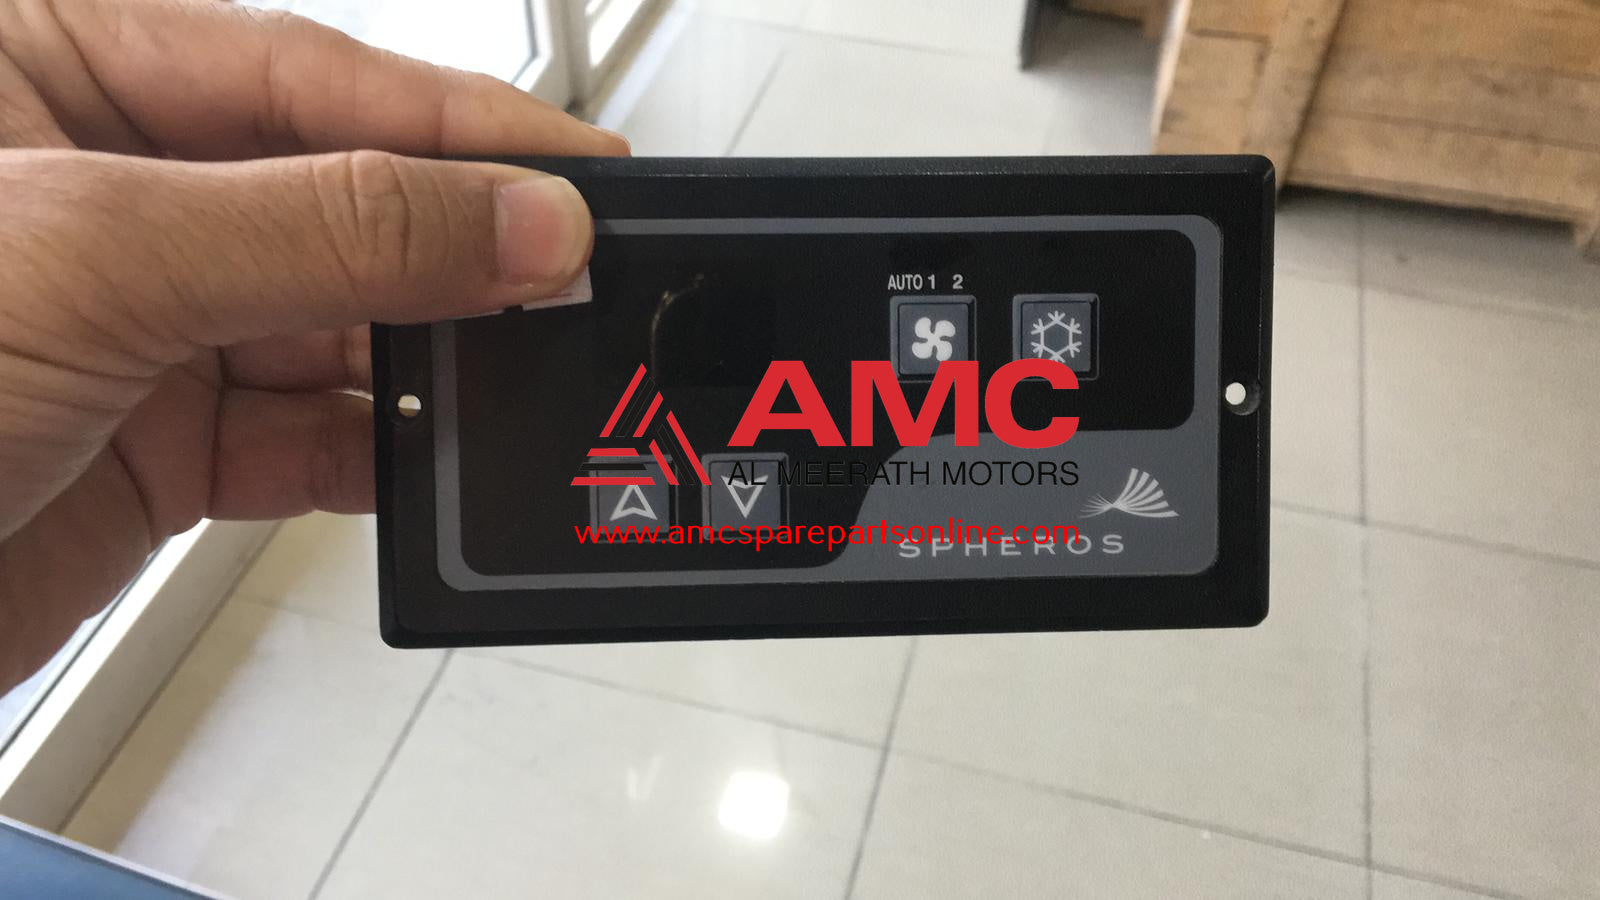 AUTO 1 2
AMC
AL MEERATH MOTORS
www.amcsparepartsonline.com
SPHEROS